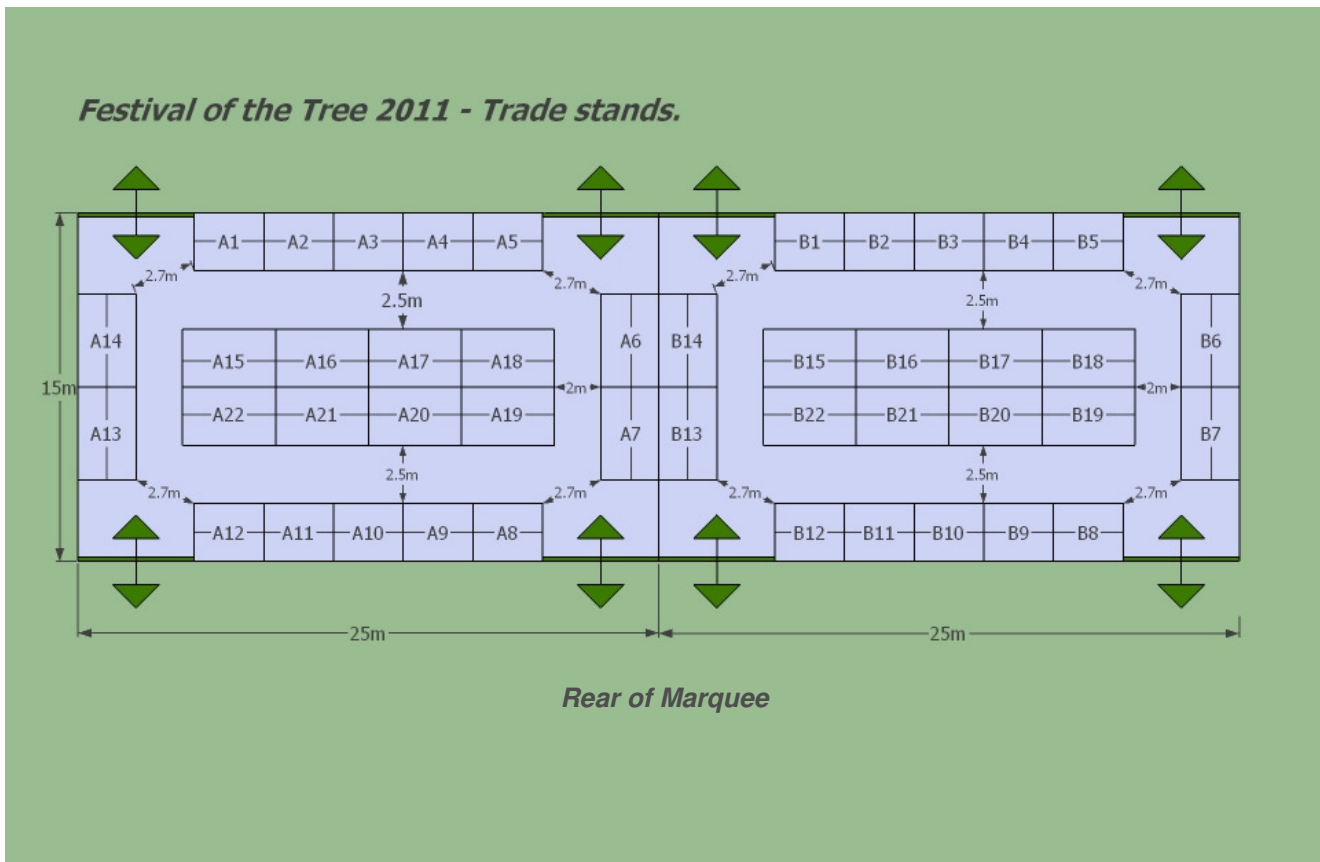 Festival of the Tree 2011 - Trade stands.
A1 A2 A3 A4 A5 B1 B2 B3 B4 B5
2.7m 2.7m 2.7m 2.7m
2.5m 2.5m
A14 A6 B14 B6
A15 A16 A17 A18 B15 B16 B17 B18
15m 2m 2m
A22 A21 A20 A19 B22 B21 B20 B19
A13 A7 B13 B7
2.5m 2.5m
2.7m 2.7m 2.7m 2.7m
A12 A11 A10 A9 A8 B12 B11 B10 B9 B8
25m 25m
Rear of Marquee